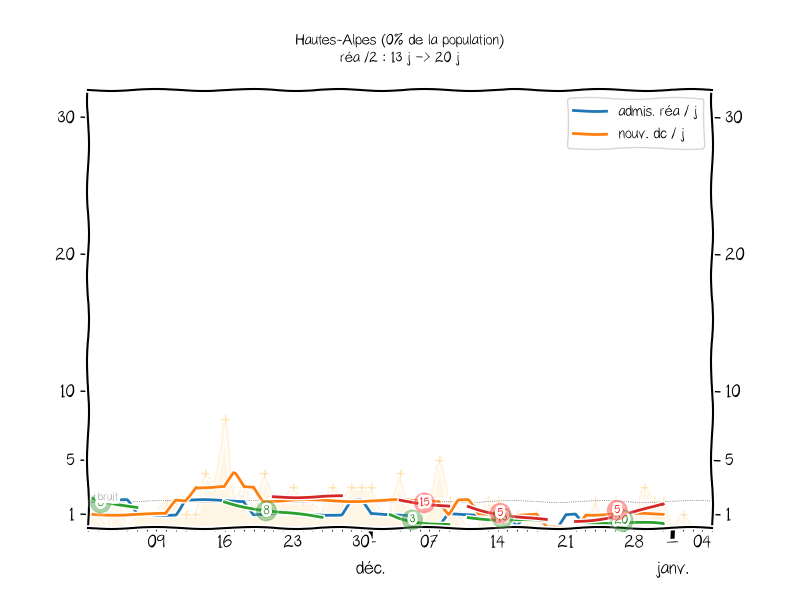 Hautes-Alpes (0% de la population)
réa /2 : 13 j -> 20 j
admis. réa / j
nouv. dc / j
30 30
20 20
10 10
5 5
1 1
bruit
8
3
15
5
5
20
09 16 23 30 07 14 21 28 04
déc. janv.